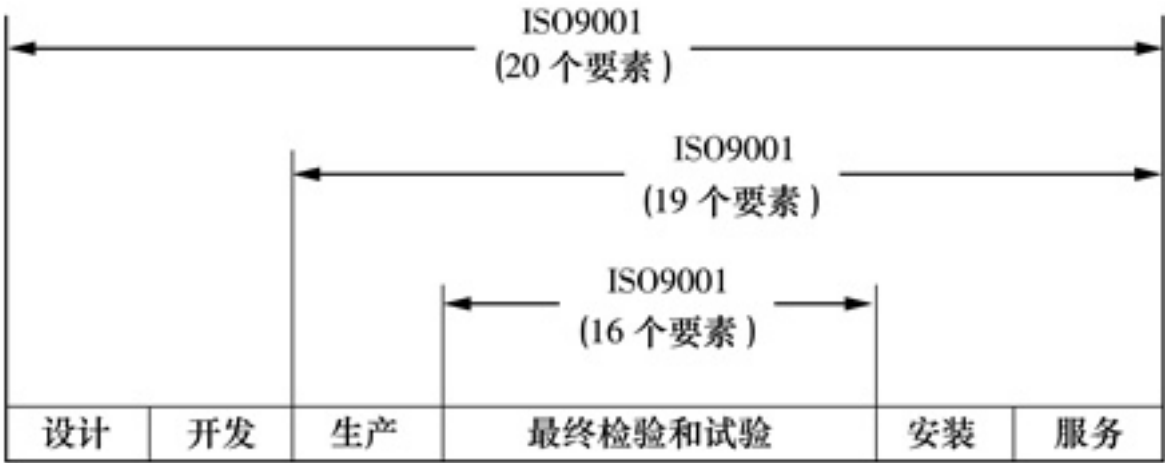 ISO9001
(20 个要素)
ISO9001
(19 个要素)
ISO9001
(16 个要素)
设计 开发 生产 最终检验和试验 安装 服务